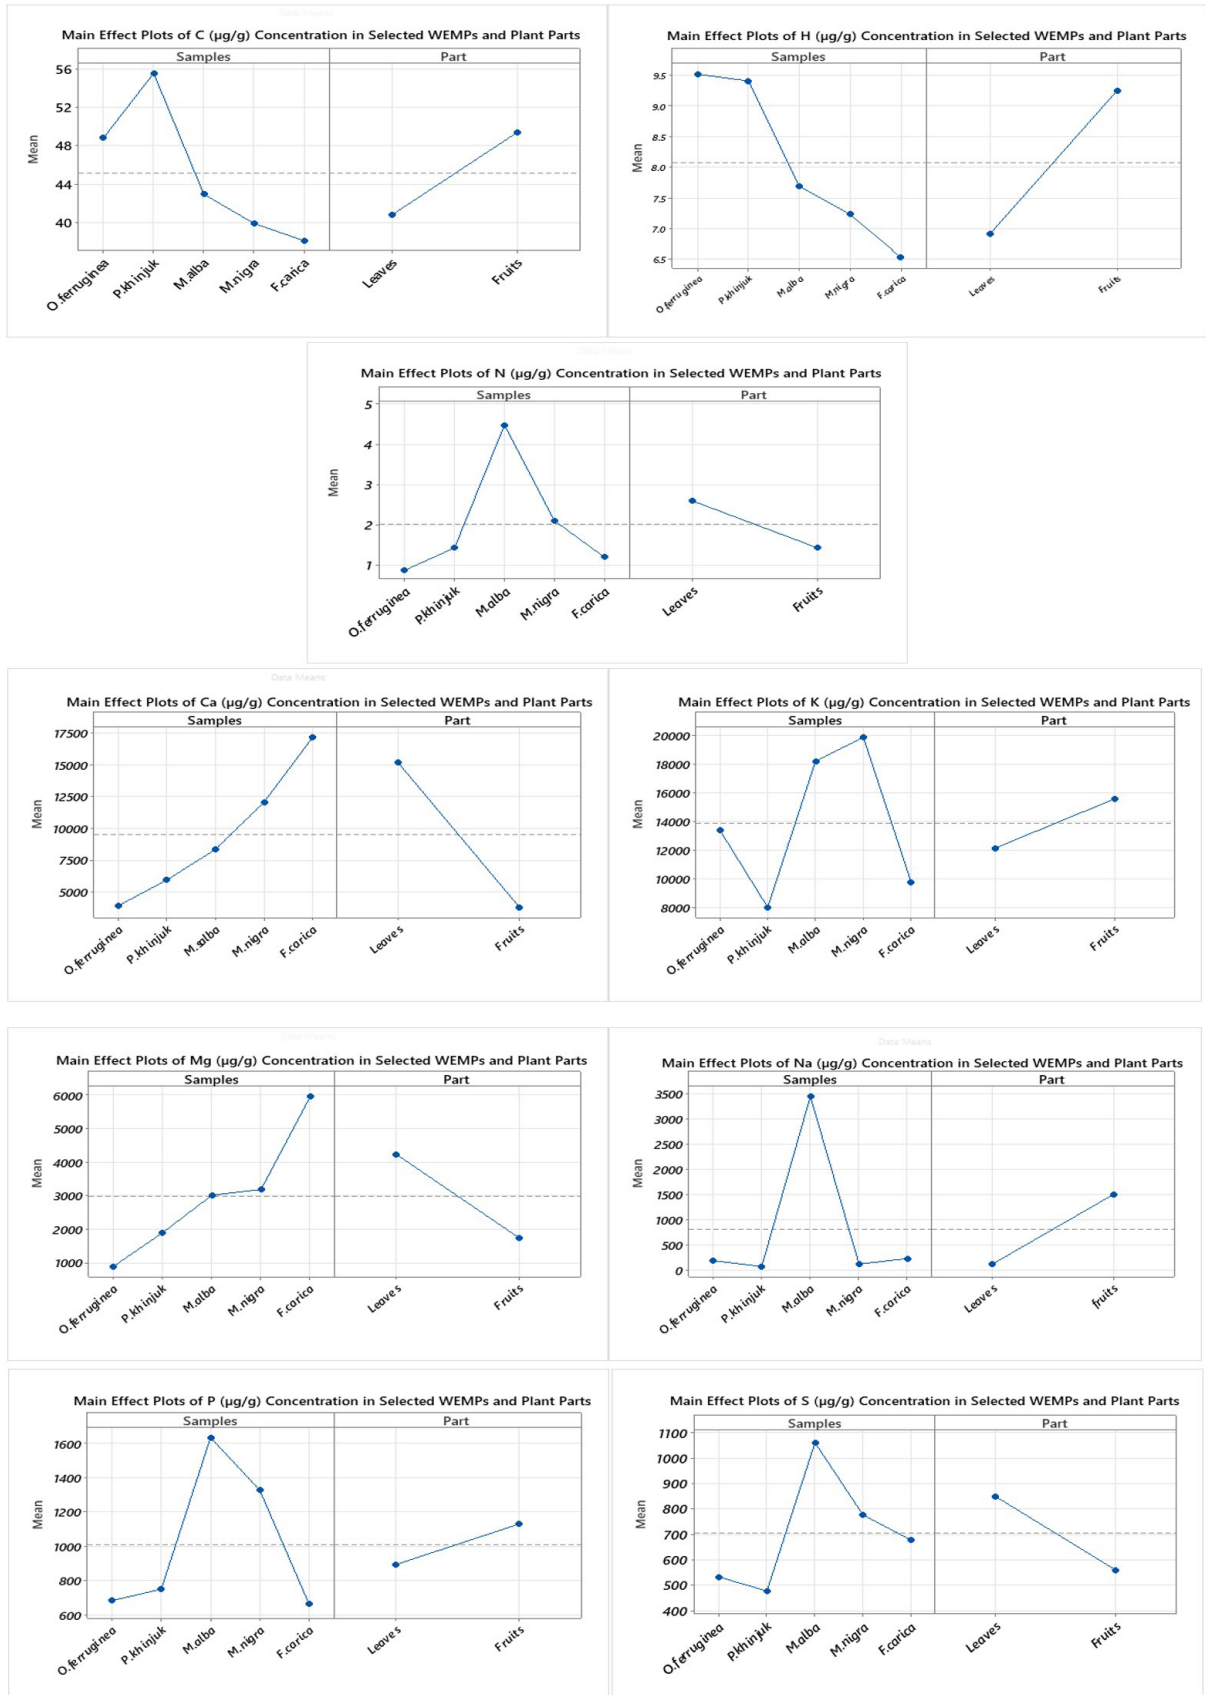 Main Effect Plots of C (µg/g) Concentration in Selected WEMPs and Plant Parts
Samples Part
56
52
48
44
40
Mean
O.ferruginea P.khinjuk M.alba M.nigra F.carica Leaves Fruits
Main Effect Plots of H (µg/g) Concentration in Selected WEMPs and Plant Parts
Samples Part
9.5
9.0
8.5
8.0
7.5
7.0
6.5
Mean
O.ferruginea P.khinjuk M.alba M.nigra F.carica Leaves Fruits
Data Means
Main Effect Plots of N (µg/g) Concentration in Selected WEMPs and Plant Parts
Samples Part
5
4
3
2
1
Mean
O.ferruginea P.khinjuk M.alba M.nigra F.carica Leaves Fruits
Data Means
Main Effect Plots of Ca (µg/g) Concentration in Selected WEMPs and Plant Parts
Samples Part
17500
15000
12500
10000
7500
5000
Mean
O.ferruginea P.khinjuk M.salba M.nigra F.carica Leaves Fruits
Main Effect Plots of K (µg/g) Concentration in Selected WEMPs and Plant Parts
Samples Part
20000
18000
16000
14000
12000
10000
8000
Mean
O.ferruginea P.khinjuk M.alba M.nigra F.carica Leaves Fruits
Data Means
Main Effect Plots of Mg (µg/g) Concentration in Selected WEMPs and Plant Parts
Samples Part
6000
5000
4000
3000
2000
1000
Mean
O.ferruginea P.khinjuk M.alba M.nigra F.carica Leaves Fruits
Data Means
Main Effect Plots of Na (µg/g) Concentration in Selected WEMPs and Plant Parts
Samples Part
3500
3000
2500
2000
1500
1000
500
0
Mean
O.ferruginea P.khinjuk M.alba M.nigra F.carica Leaves fruits
Main Effect Plots of P (µg/g) Concentration in Selected WEMPs and Plant Parts
Samples Part
1600
1400
1200
1000
800
600
Mean
O.ferruginea P.khinjuk M.alba M.nigra F.carica Leaves Fruits
Main Effect Plots of S (µg/g) Concentration in Selected WEMPs and Plant Parts
Samples Part
1100
1000
900
800
700
600
500
400
Mean
O.ferruginea P.khinjuk M.alba M.nigra F.carica Leaves Fruits